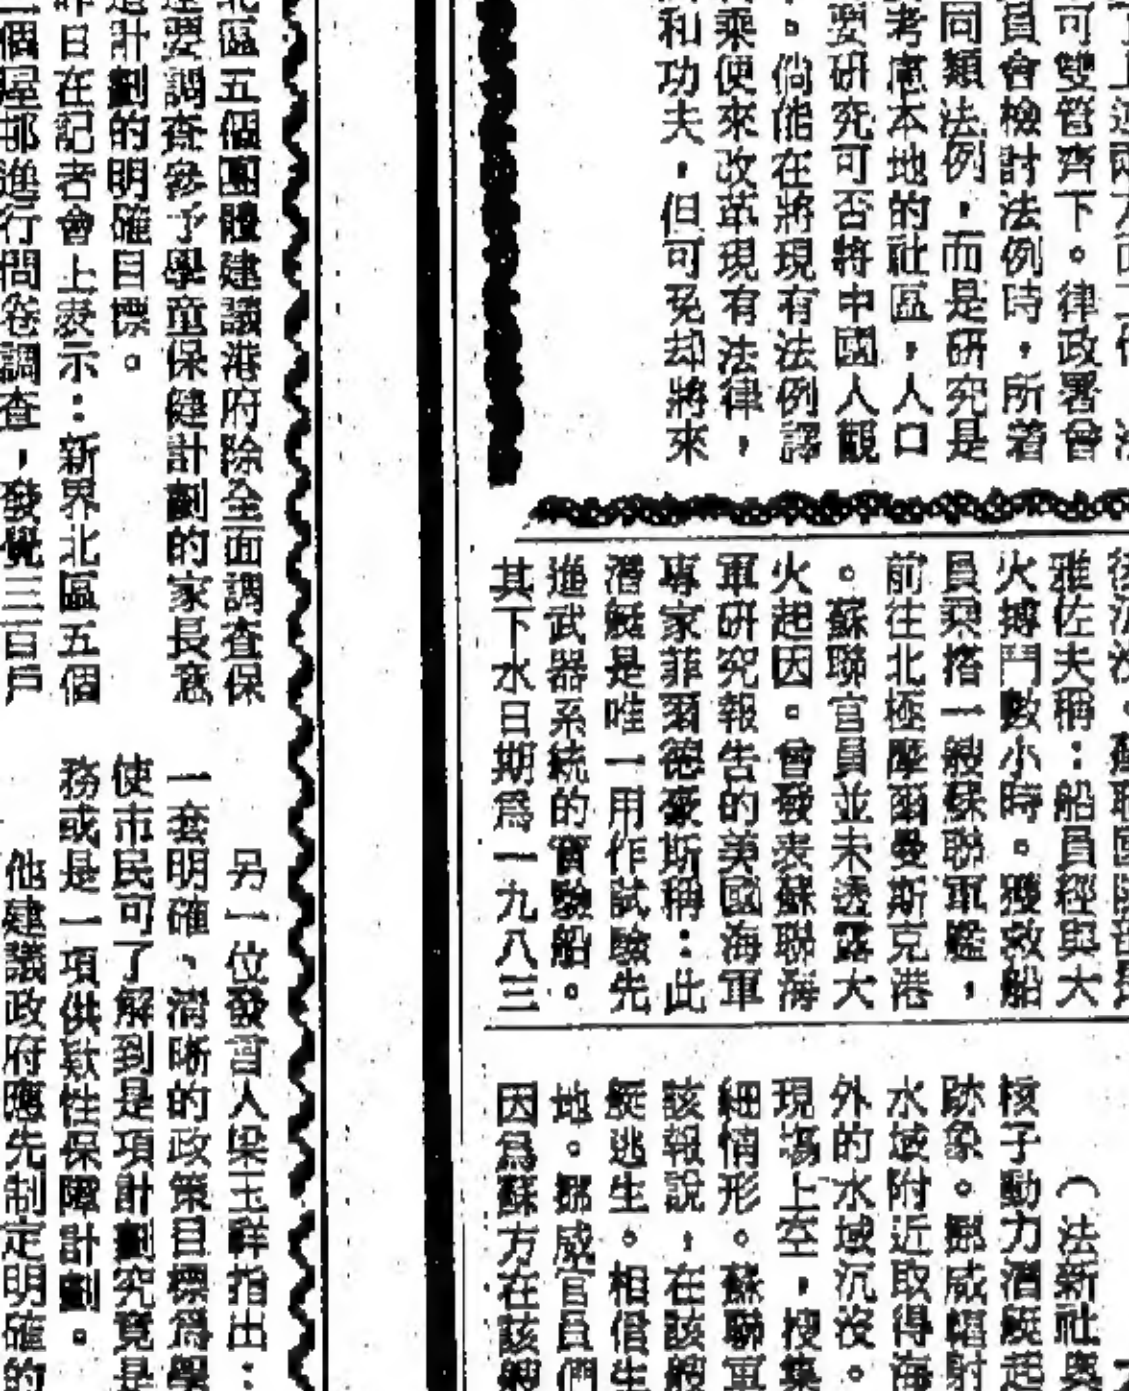 可雙管齊下。律政署會
員會檢討法例時，所着
同類法例，而是研究是
考慮本地的社區，人口
要研究可否將中國人觀
。倘能在將現有法例認
乘便來改革現有法律，
和功夫，但可免却將來
雅佐夫稱：船員經與大
火搏鬥數小時。獲救船
員乘搭一艘蘇聯軍艦，
前往北極摩爾曼斯克港
。蘇聯官員並未透露大
火起因。曾發表蘇聯海
軍研究報告的美國海軍
專家菲爾德豪斯稱：此
潛艇是唯一用作試驗先
進武器系統的實驗船。
其下水日期爲一九八三
（法新社奧
核子動力潛艇起
跡象。挪威輻射
水域附近取得海
外的水域沉沒。
現場上空，搜集
細情形。蘇聯軍
該報說，在該艘
艇逃生。相信生
地。挪威官員們
因爲蘇方在該艘
北區五個團體建議港府除全面調查保
要調查參予學童保健計劃的家長意
計劃的明確目標。
昨日在記者會上表示：新界北區五個
個屋邨進行問卷調查，發覺三百戶
另一位發言人梁玉群指出：
一套明確、清晰的政策目標爲學
使市民可了解到是項計劃究竟是
務或是一項供款性保障計劃。
他建議政府應先制定明確的